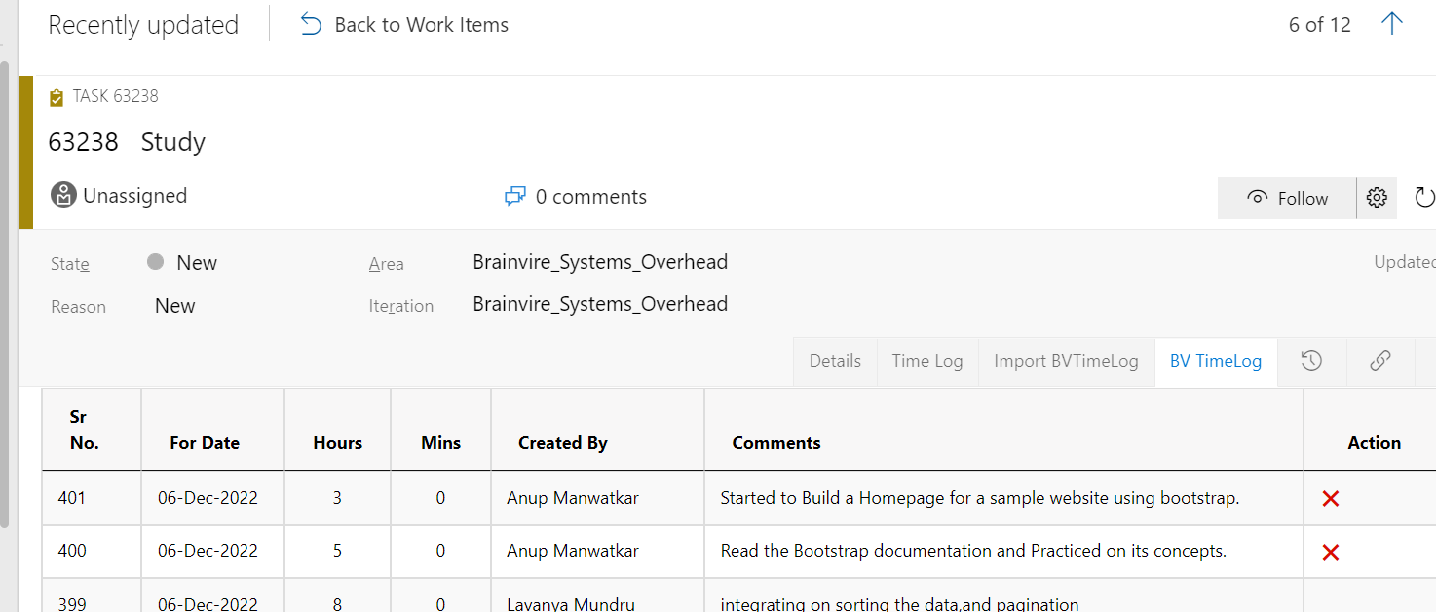 Recently updated
Back to Work Items
6 of 12
TASK 63238
63238 Study
Unassigned
0 comments
Follow
State New Area Brainvire_Systems_Overhead Updated
Reason New Iteration Brainvire_Systems_Overhead
Details Time Log Import BVTimeLog BV TimeLog
Sr No. For Date Hours Mins Created By Comments Action
401 06-Dec-2022 3 0 Anup Manwatkar Started to Build a Homepage for a sample website using bootstrap.
400 06-Dec-2022 5 0 Anup Manwatkar Read the Bootstrap documentation and Practiced on its concepts.
399 06-Dec-2022 8 0 Lavanya Mundru integrating on sorting the data,and pagination